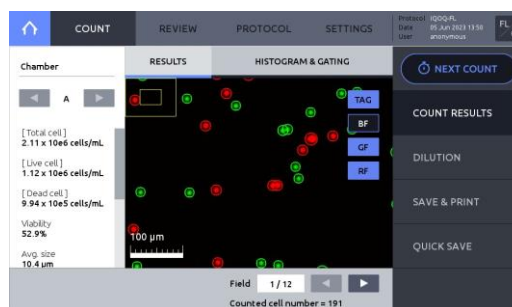 COUNT
REVIEW
PROTOCOL
SETTINGS
Protocol IQOQ-FL
Date 05 Jun 2023 13:50
User anonymous
FL
Chamber
A
[Total cell]
2.11 x 10e6 cells/mL
[Live cell]
1.12 x 10e6 cells/mL
[Dead cell]
9.94 x 10e5 cells/mL
Viability
52.9%
Avg. size
10.4 μm
RESULTS
HISTOGRAM & GATING
TAG
BF
GF
RF
100 μm
Field 1 / 12
Counted cell number = 191
NEXT COUNT
COUNT RESULTS
DILUTION
SAVE & PRINT
QUICK SAVE